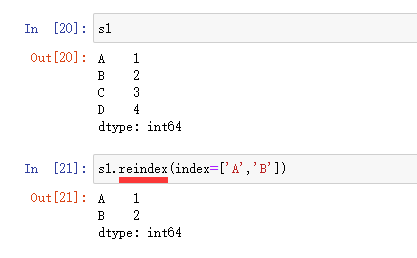 In [20]: s1
Out[20]: A    1
B    2
C    3
D    4
dtype: int64
In [21]: s1.reindex(index=['A','B'])
Out[21]: A    1
B    2
dtype: int64